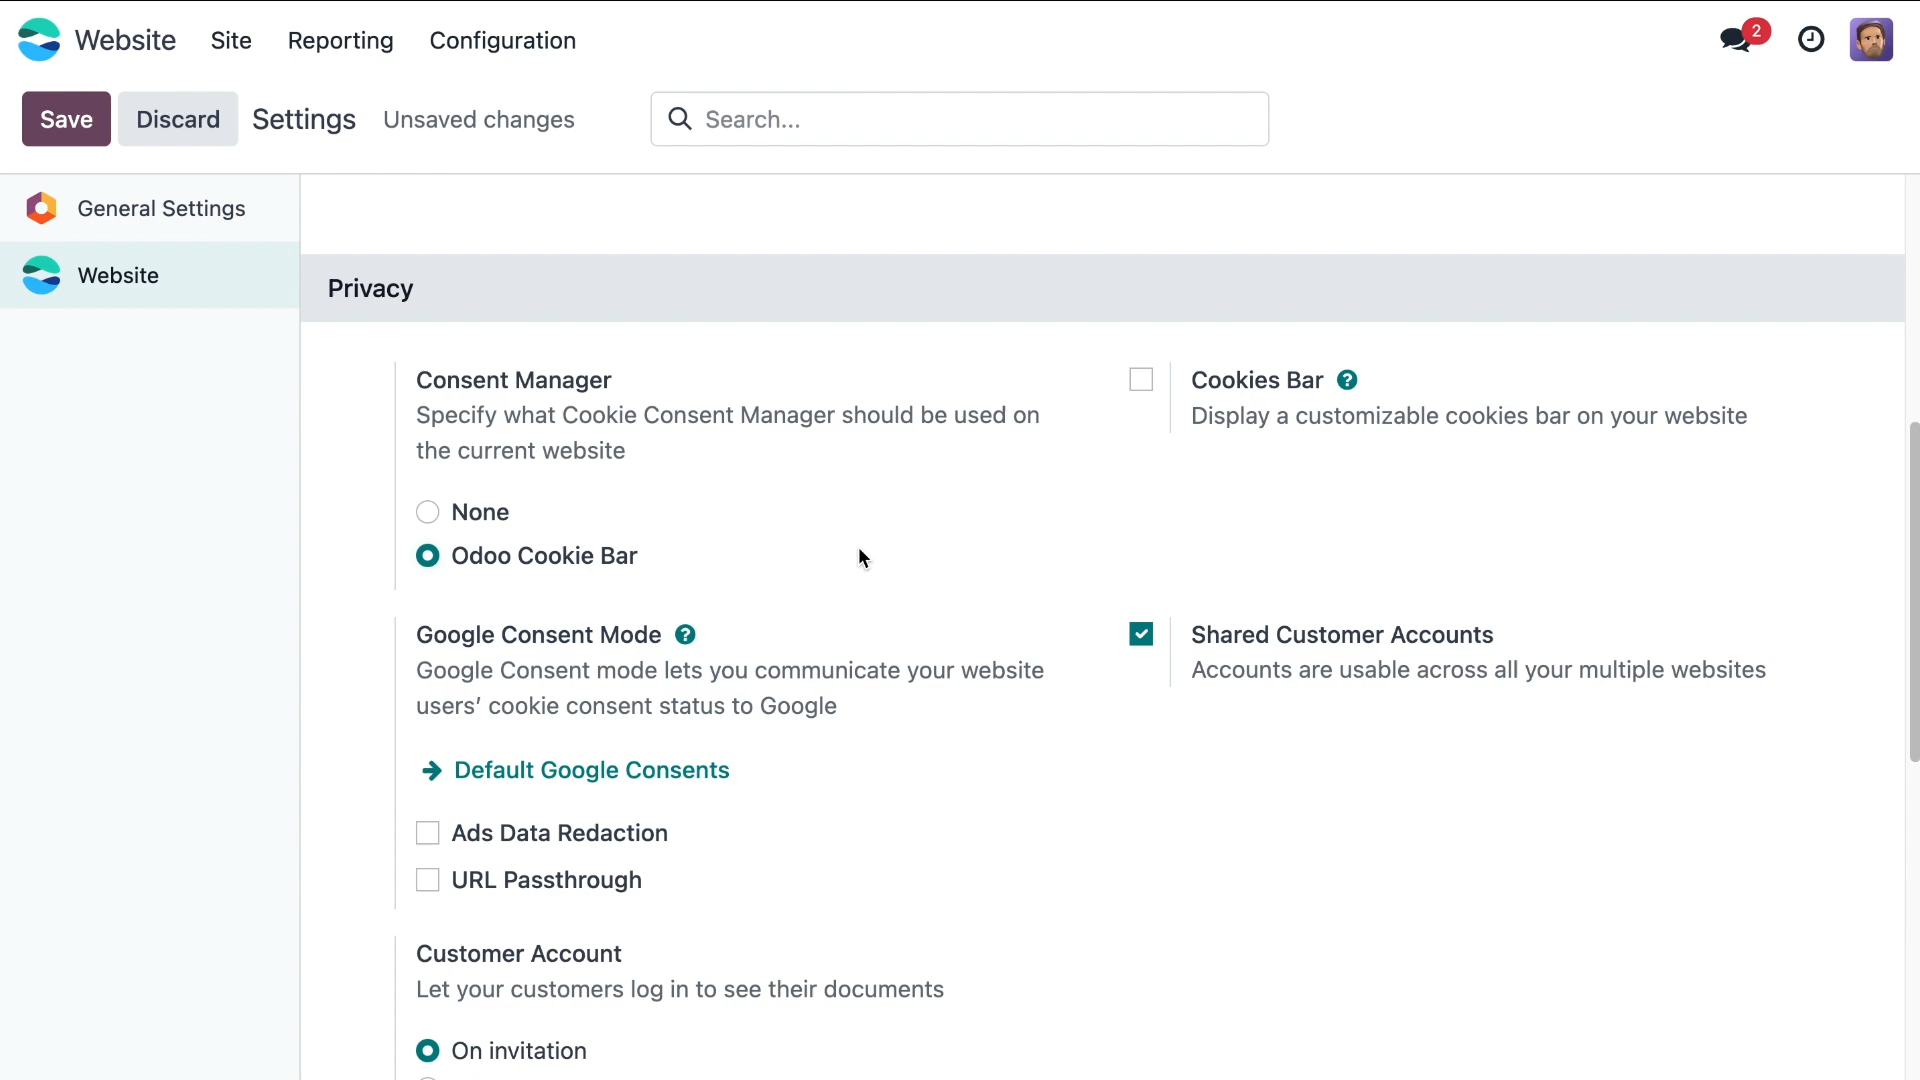 Website
Site
Reporting
Configuration
2
Save
Discard
Settings
Unsaved changes
Search...
General Settings
Website
Privacy
Consent Manager
Specify what Cookie Consent Manager should be used on
the current website
None
Odoo Cookie Bar
Cookies Bar ?
Display a customizable cookies bar on your website
Google Consent Mode ?
Google Consent mode lets you communicate your website
users’ cookie consent status to Google
Default Google Consents
Ads Data Redaction
URL Passthrough
Shared Customer Accounts
Accounts are usable across all your multiple websites
Customer Account
Let your customers log in to see their documents
On invitation